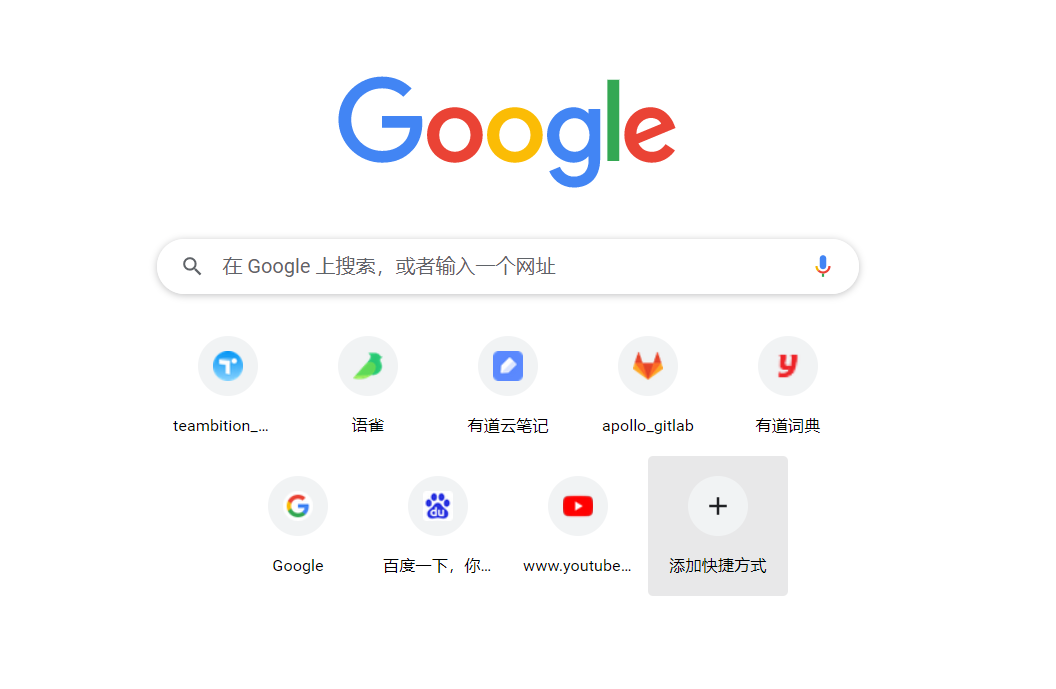 Google
在 Google 上搜索，或者输入一个网址
teambition_...
语雀
有道云笔记
apollo_gitlab
有道词典
Google
百度一下，你...
www.youtube...
添加快捷方式